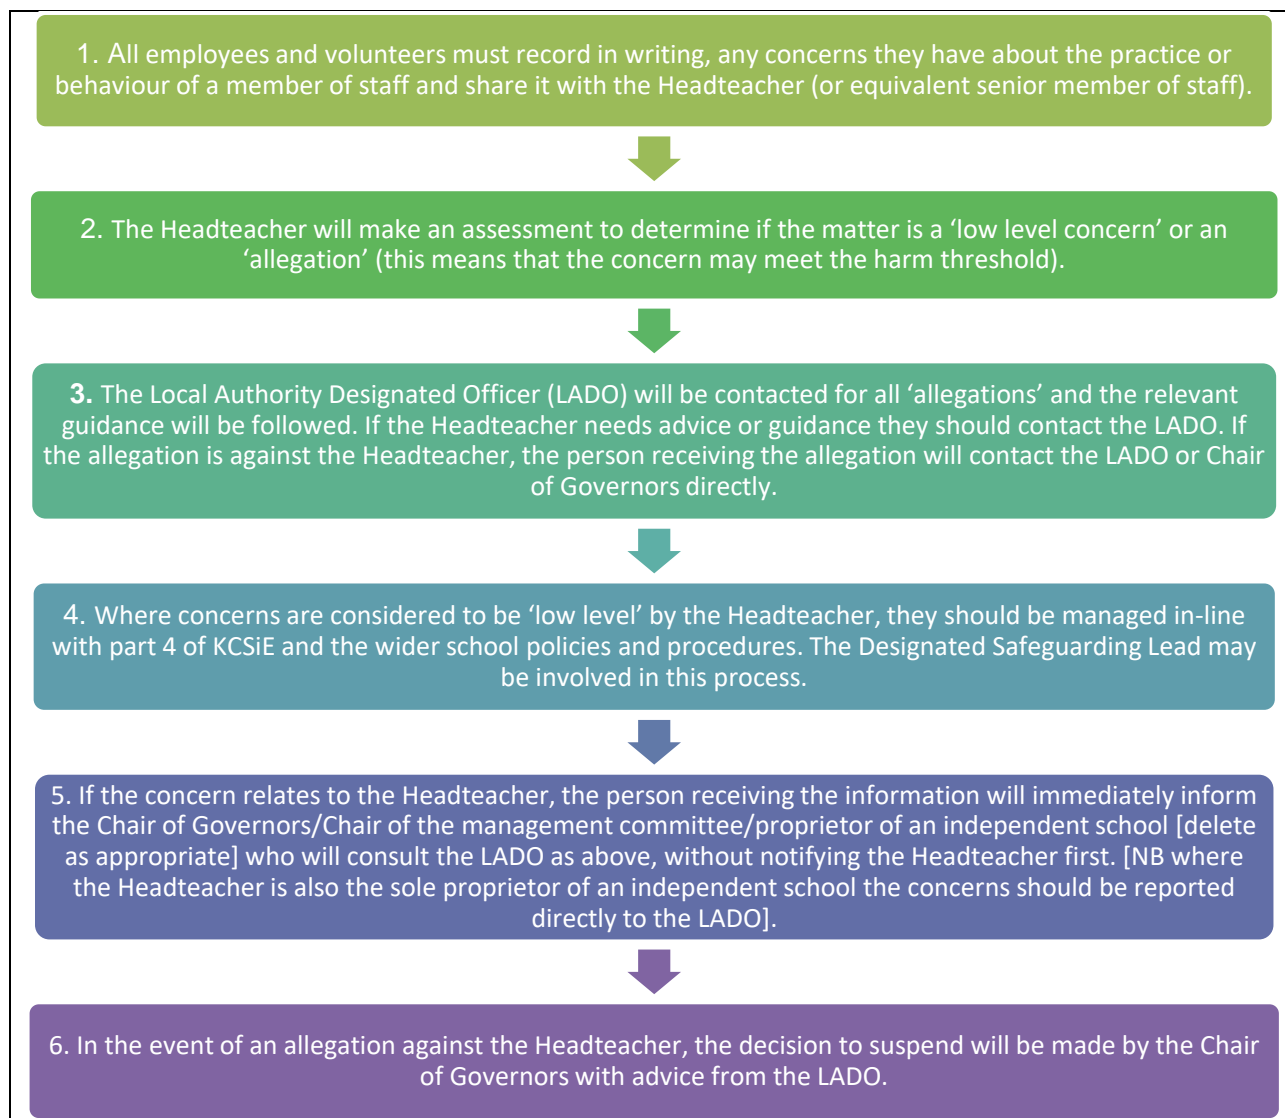 1. All employees and volunteers must record in writing, any concerns they have about the practice or
behaviour of a member of staff and share it with the Headteacher (or equivalent senior member of staff).
2. The Headteacher will make an assessment to determine if the matter is a ‘low level concern’ or an
‘allegation’ (this means that the concern may meet the harm threshold).
3. The Local Authority Designated Officer (LADO) will be contacted for all ‘allegations’ and the relevant
guidance will be followed. If the Headteacher needs advice or guidance they should contact the LADO. If
the allegation is against the Headteacher, the person receiving the allegation will contact the LADO or Chair
of Governors directly.
4. Where concerns are considered to be ‘low level’ by the Headteacher, they should be managed in-line
with part 4 of KCSiE and the wider school policies and procedures. The Designated Safeguarding Lead may
be involved in this process.
5. If the concern relates to the Headteacher, the person receiving the information will immediately inform
the Chair of Governors/Chair of the management committee/proprietor of an independent school [delete
as appropriate] who will consult the LADO as above, without notifying the Headteacher first. [NB where
the Headteacher is also the sole proprietor of an independent school the concerns should be reported
directly to the LADO].
6. In the event of an allegation against the Headteacher, the decision to suspend will be made by the Chair
of Governors with advice from the LADO.